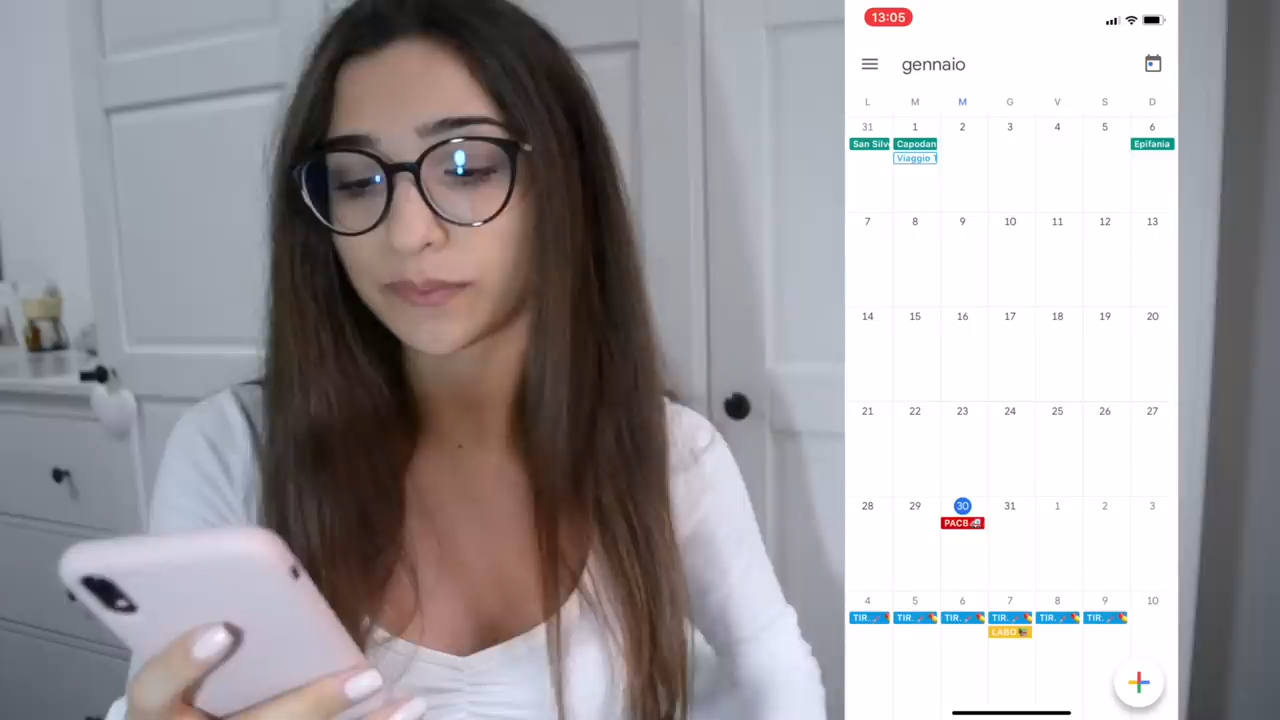 13:05
gennaio
L M M G V S D
31 1 2 3 4 5 6
San Silv Capodan Epifania
Viaggio
7 8 9 10 11 12 13
14 15 16 17 18 19 20
21 22 23 24 25 26 27
28 29 30 31 1 2 3
PACB
4 5 6 7 8 9 10
TIR. TIR. TIR. TIR. TIR. TIR.
LABO